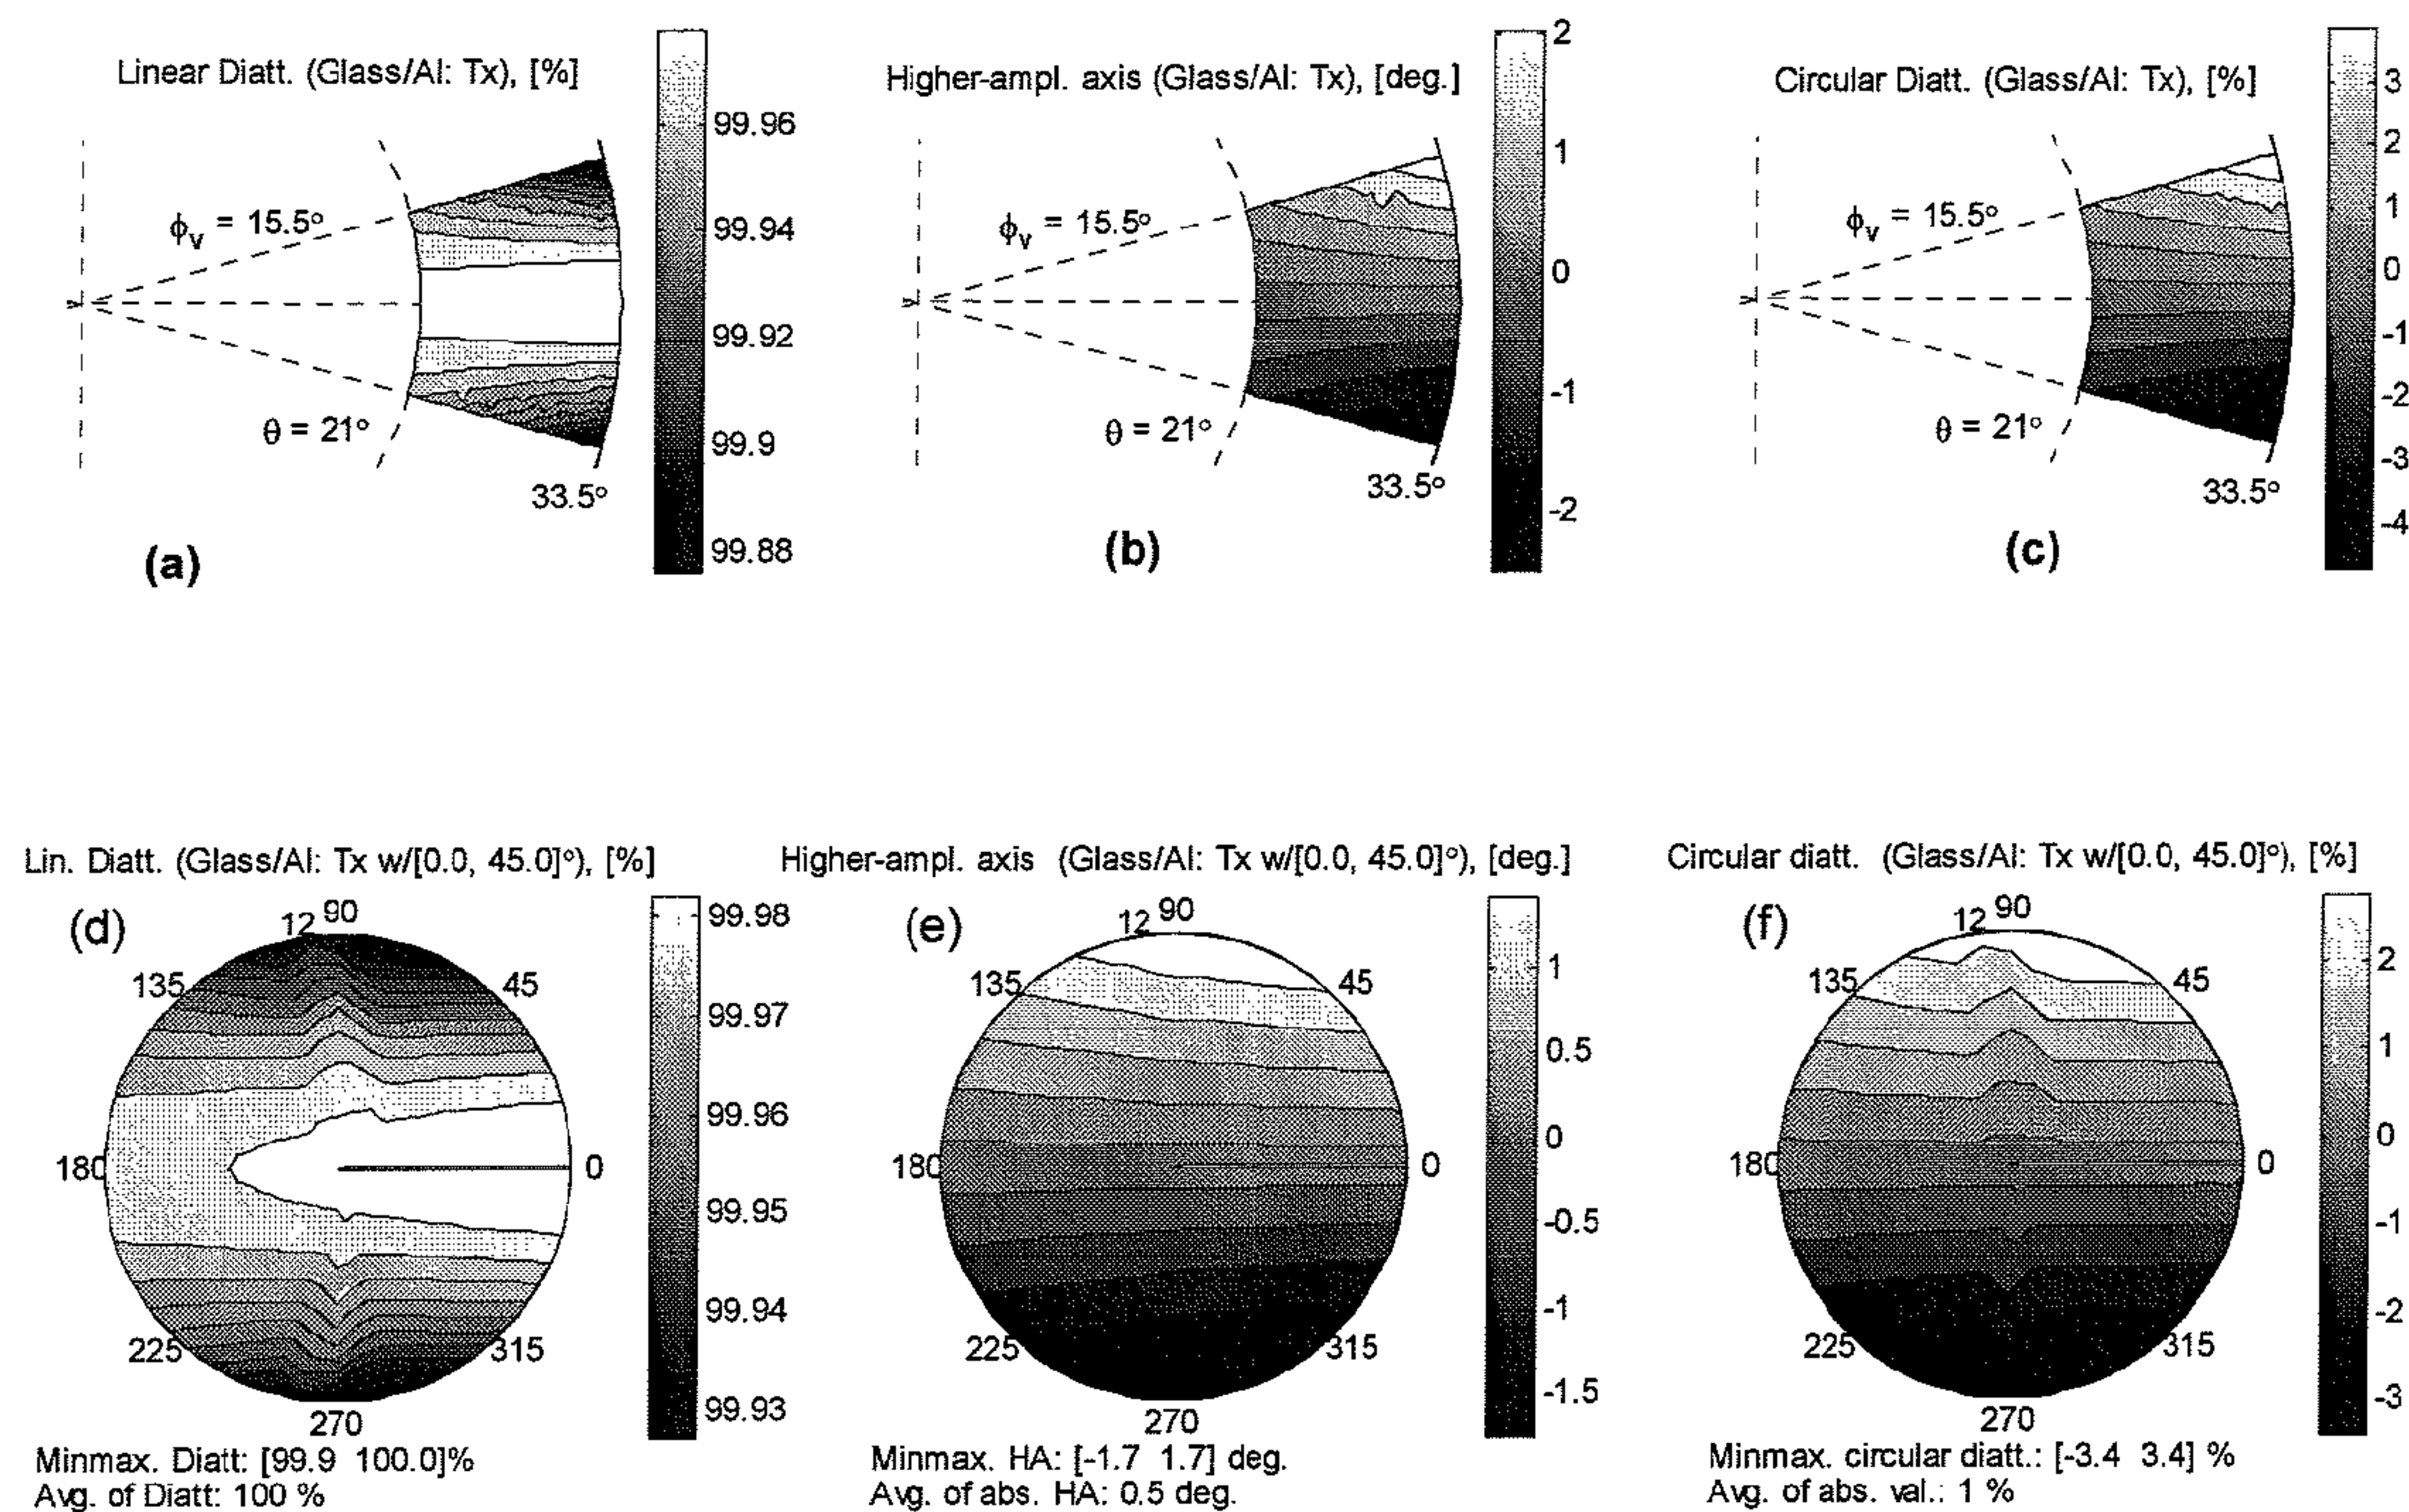 Linear Diatt. (Glass/Al: Tx), [%]
99.96
99.94
99.92
99.9
99.88
ϕv = 15.5°
θ = 21°
33.5°
(a)
Higher-ampl. axis (Glass/Al: Tx), [deg.]
2
1
0
-1
-2
ϕv = 15.5°
θ = 21°
33.5°
(b)
Circular Diatt. (Glass/Al: Tx), [%]
3
2
1
0
-1
-2
-3
-4
ϕv = 15.5°
θ = 21°
33.5°
(c)
Lin. Diatt. (Glass/Al: Tx w/[0.0, 45.0]°), [%]
(d)
12 90
135 45
180 0
225 315
270
99.98
99.97
99.96
99.95
99.94
99.93
Minmax. Diatt: [99.9 100.0]%
Avg. of Diatt: 100 %
Higher-ampl. axis (Glass/Al: Tx w/[0.0, 45.0]°), [deg.]
(e)
12 90
135 45
180 0
225 315
270
1
0.5
0
-0.5
-1
-1.5
Minmax. HA: [-1.7 1.7] deg.
Avg. of abs. HA: 0.5 deg.
Circular diatt. (Glass/Al: Tx w/[0.0, 45.0]°), [%]
(f)
12 90
135 45
180 0
225 315
270
2
1
0
-1
-2
-3
Minmax. circular diatt.: [-3.4 3.4] %
Avg. of abs. val.: 1 %